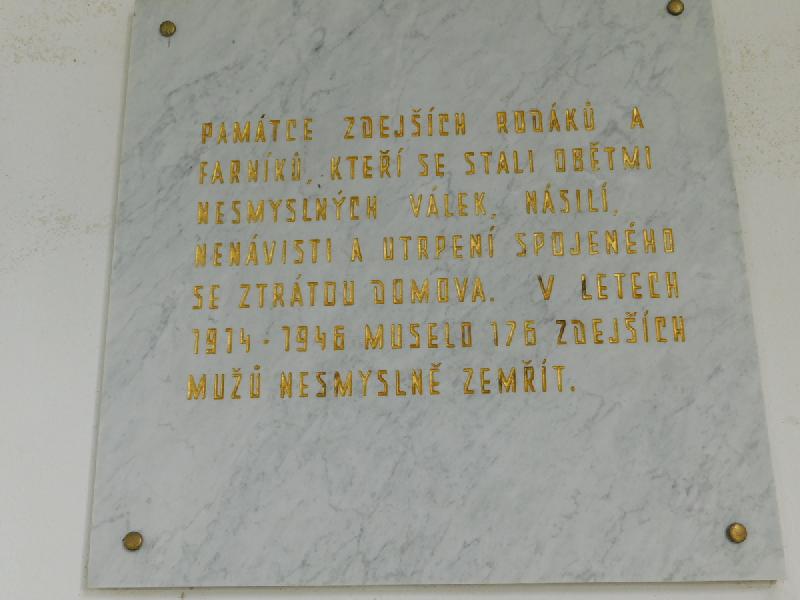 PAMÁTCE ZDEJŠÍCH RODÁKŮ A
FARNÍKŮ, KTEŘÍ SE STALI OBĚTMI
NESMYSLNÝCH VÁLEK, NÁSILÍ,
NENÁVISTI A UTRPENÍ SPOJENÉHO
SE ZTRÁTOU DOMOVA. V LETECH
1914 - 1946 MUSELO 176 ZDEJŠÍCH
MUŽŮ NESMYSLNĚ ZEMŘÍT.